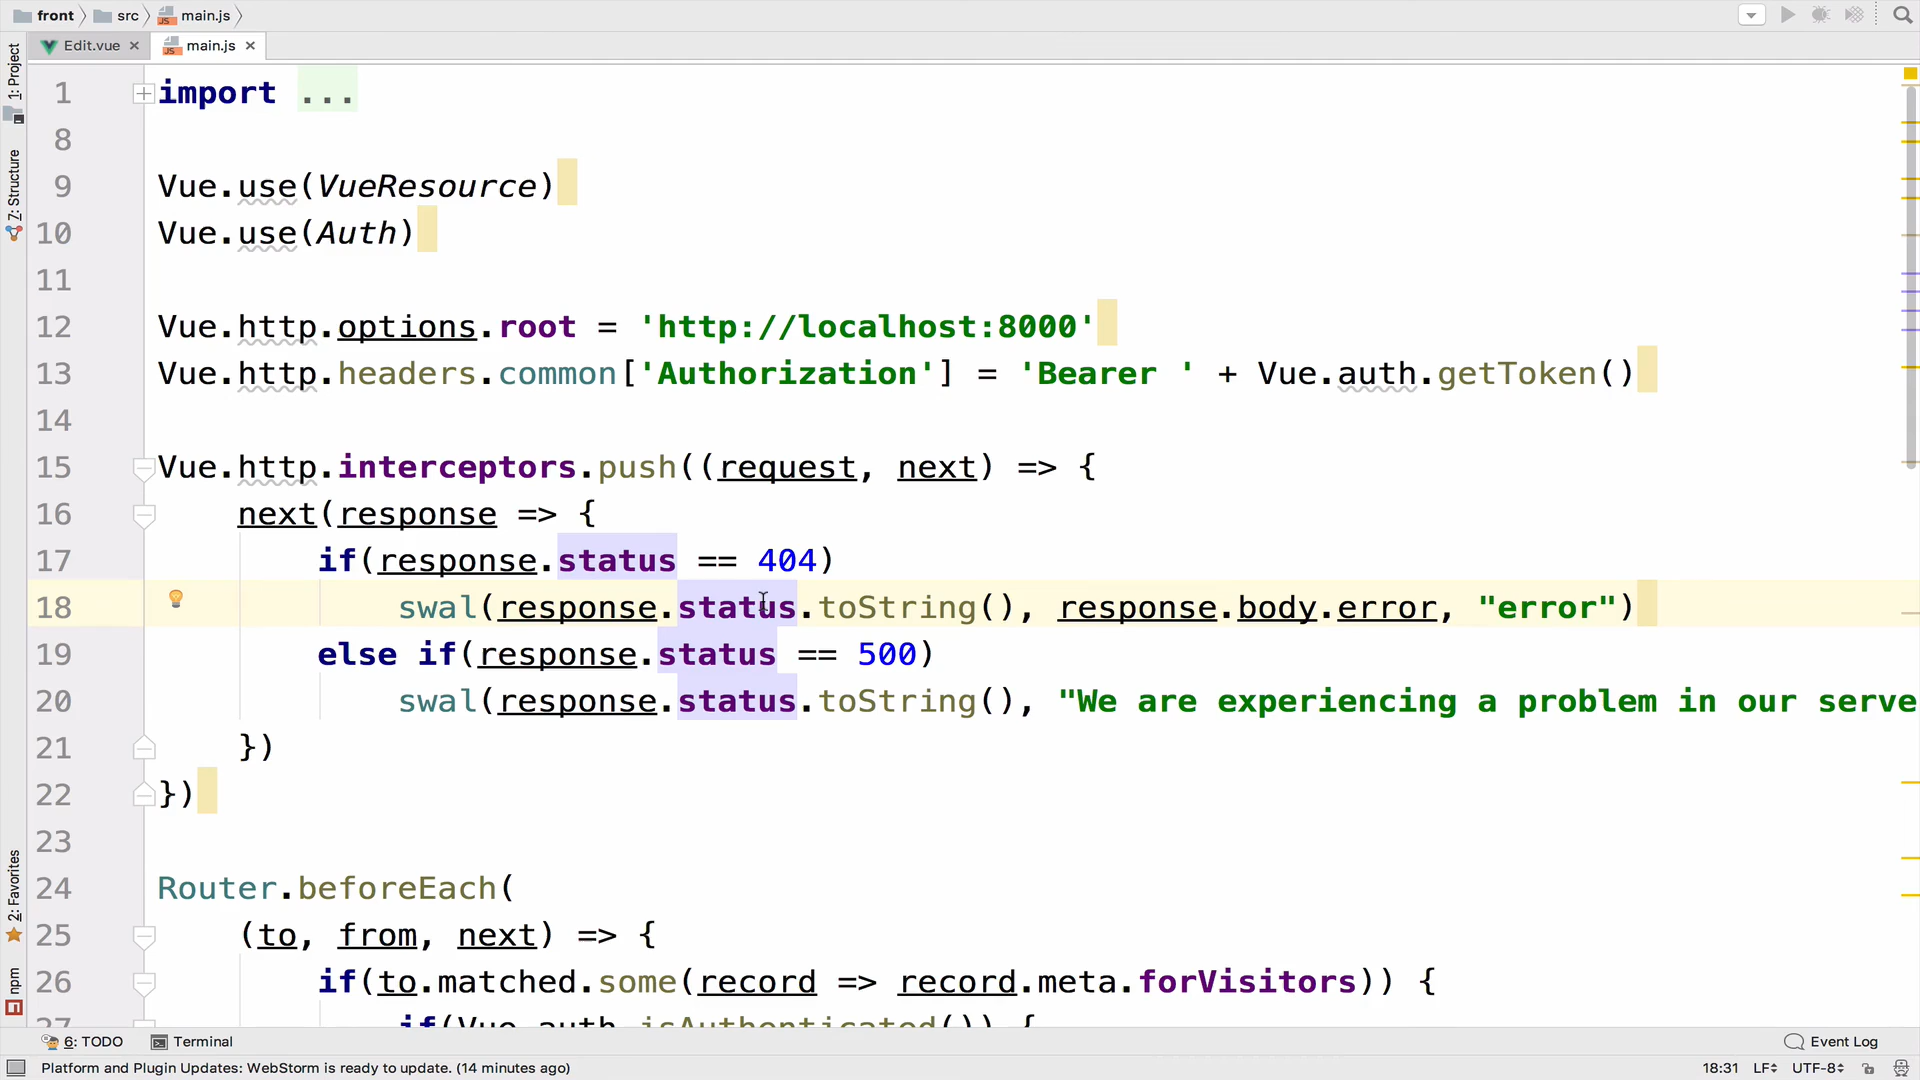 front src main.js
Edit.vue main.js
1: Project
7: Structure
2: Favorites
npm
1 import ...
8
9 Vue.use(VueResource)
10 Vue.use(Auth)
11
12 Vue.http.options.root = 'http://localhost:8000'
13 Vue.http.headers.common['Authorization'] = 'Bearer ' + Vue.auth.getToken()
14
15 Vue.http.interceptors.push((request, next) => {
16 next(response => {
17 if(response.status == 404)
18 swal(response.status.toString(), response.body.error, "error")
19 else if(response.status == 500)
20 swal(response.status.toString(), "We are experiencing a problem in our serve
21 })
22 })
23
24 Router.beforeEach(
25 (to, from, next) => {
26 if(to.matched.some(record => record.meta.forVisitors)) {
27 if(Vue.auth.isAuthenticated()) {
6: TODO Terminal Event Log
Platform and Plugin Updates: WebStorm is ready to update. (14 minutes ago) 18:31 LF UTF-8